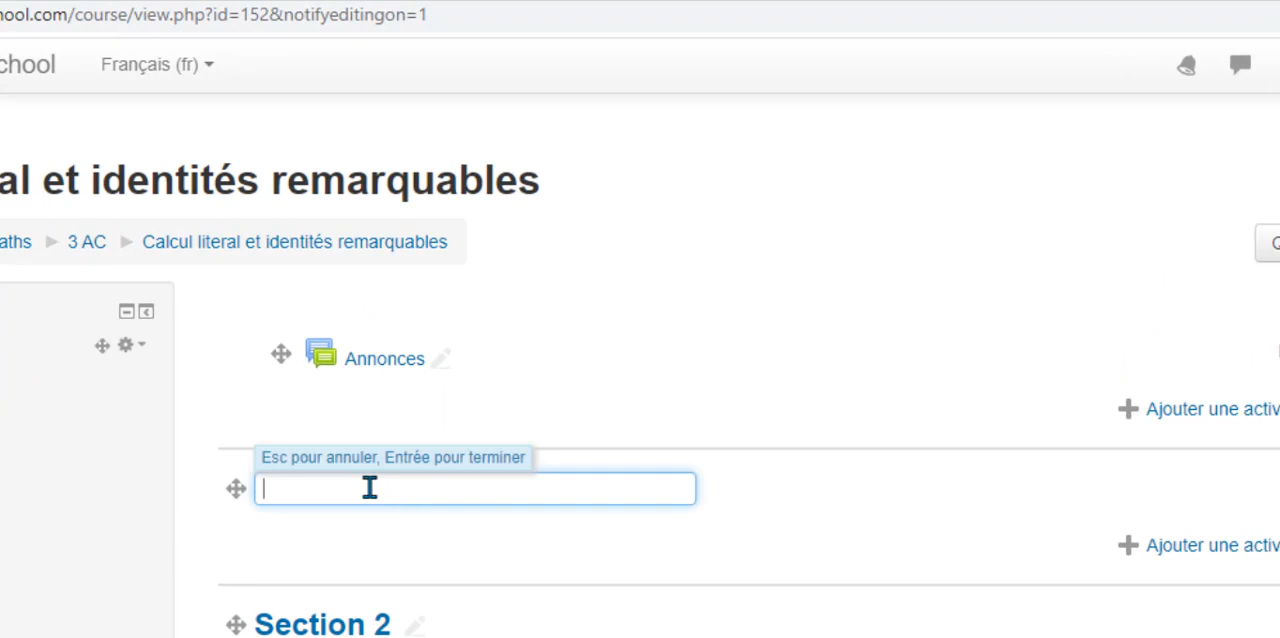 hool.com/course/view.php?id=152&notifyeditingon=1
chool Français (fr)
al et identités remarquables
aths 3 AC Calcul literal et identités remarquables
Annonces
Ajouter une activ
Esc pour annuler, Entrée pour terminer
Ajouter une activ
Section 2